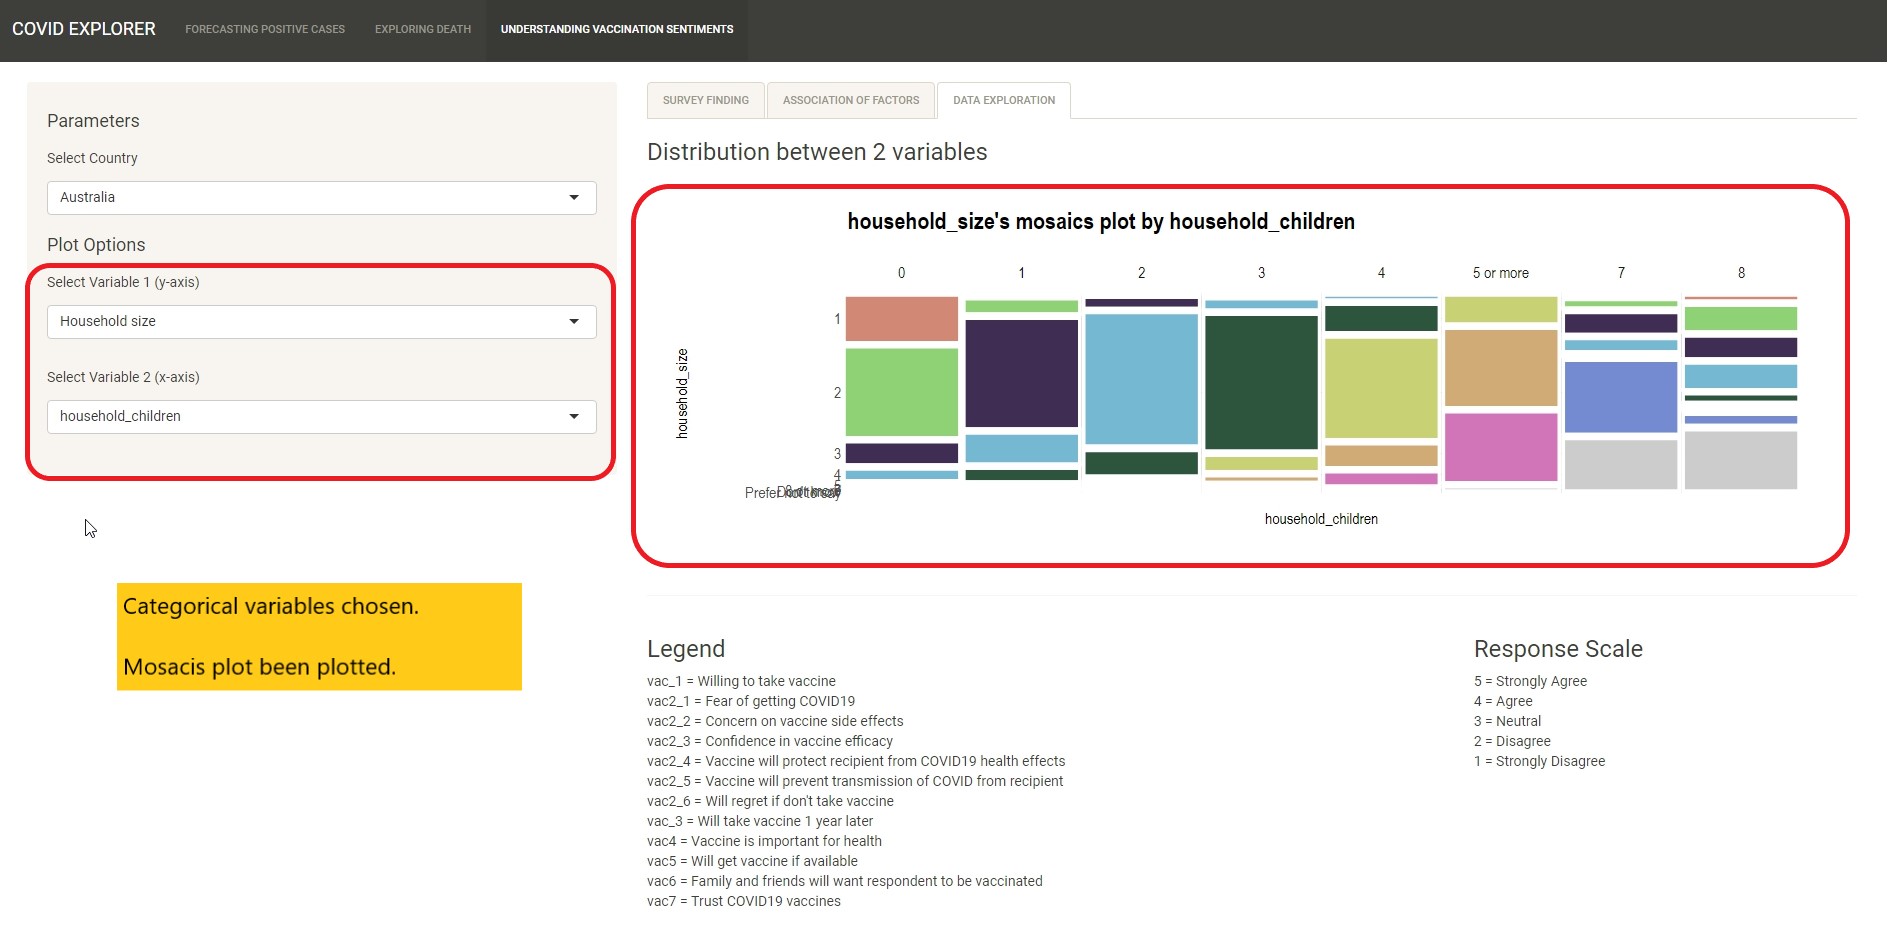 COVID EXPLORER FORECASTING POSITIVE CASES EXPLORING DEATH UNDERSTANDING VACCINATION SENTIMENTS
Parameters
Select Country
Australia
Plot Options
Select Variable 1 (y-axis)
Household size
Select Variable 2 (x-axis)
household_children
Categorical variables chosen.
Mosacis plot been plotted.
SURVEY FINDING ASSOCIATION OF FACTORS DATA EXPLORATION
Distribution between 2 variables
household_size's mosaics plot by household_children
0 1 2 3 4 5 or more 7 8
household_size
1
2
3
4
Prefer not to say
household_children
Legend
vac_1 = Willing to take vaccine
vac2_1 = Fear of getting COVID19
vac2_2 = Concern on vaccine side effects
vac2_3 = Confidence in vaccine efficacy
vac2_4 = Vaccine will protect recipient from COVID19 health effects
vac2_5 = Vaccine will prevent transmission of COVID from recipient
vac2_6 = Will regret if don't take vaccine
vac_3 = Will take vaccine 1 year later
vac4 = Vaccine is important for health
vac5 = Will get vaccine if available
vac6 = Family and friends will want respondent to be vaccinated
vac7 = Trust COVID19 vaccines
Response Scale
5 = Strongly Agree
4 = Agree
3 = Neutral
2 = Disagree
1 = Strongly Disagree